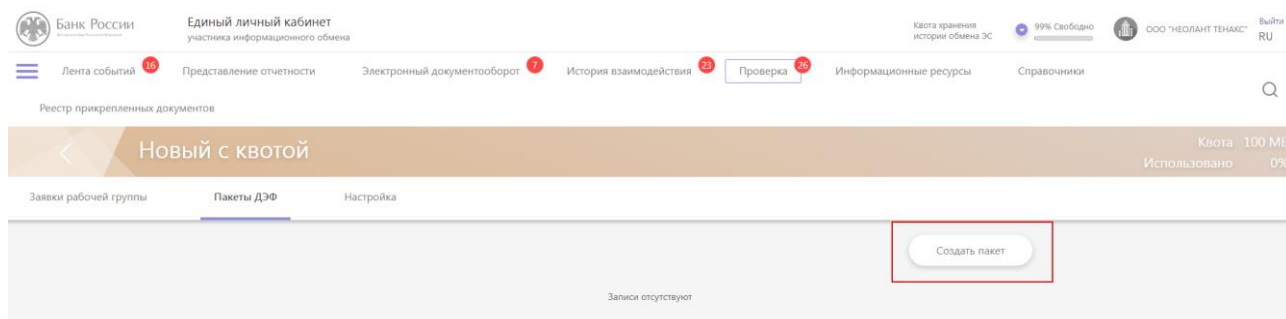 Банк России
Единый личный кабинет
участника информационного обмена
Квота хранения
истории обмена ЭС
99% Свободно
ООО "НЕОЛАНТ ТЕНАКС"
Выйти
RU
Лента событий 16
Представление отчетности
Электронный документооборот 7
История взаимодействия 23
Проверка 26
Информационные ресурсы
Справочники
Реестр прикрепленных документов
Новый с квотой
Квота 100 МБ
Использовано 0%
Заявки рабочей группы
Пакеты ДЭФ
Настройка
Создать пакет
Записи отсутствуют